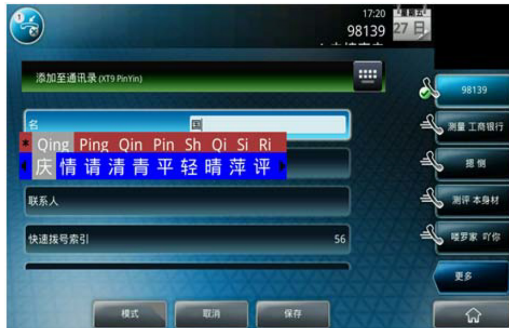 17:20
98139
27 日
添加至通讯录 (XT9 PinYin)
98139
名
国
* Qing Ping Qin Pin Sh Qi Si Ri
庆 情 请 清 青 平 轻 晴 萍 评
测量 工商银行
联系人
测评 本身材
快速拨号索引 56
喽罗家 吖你
更多
模式 取消 保存